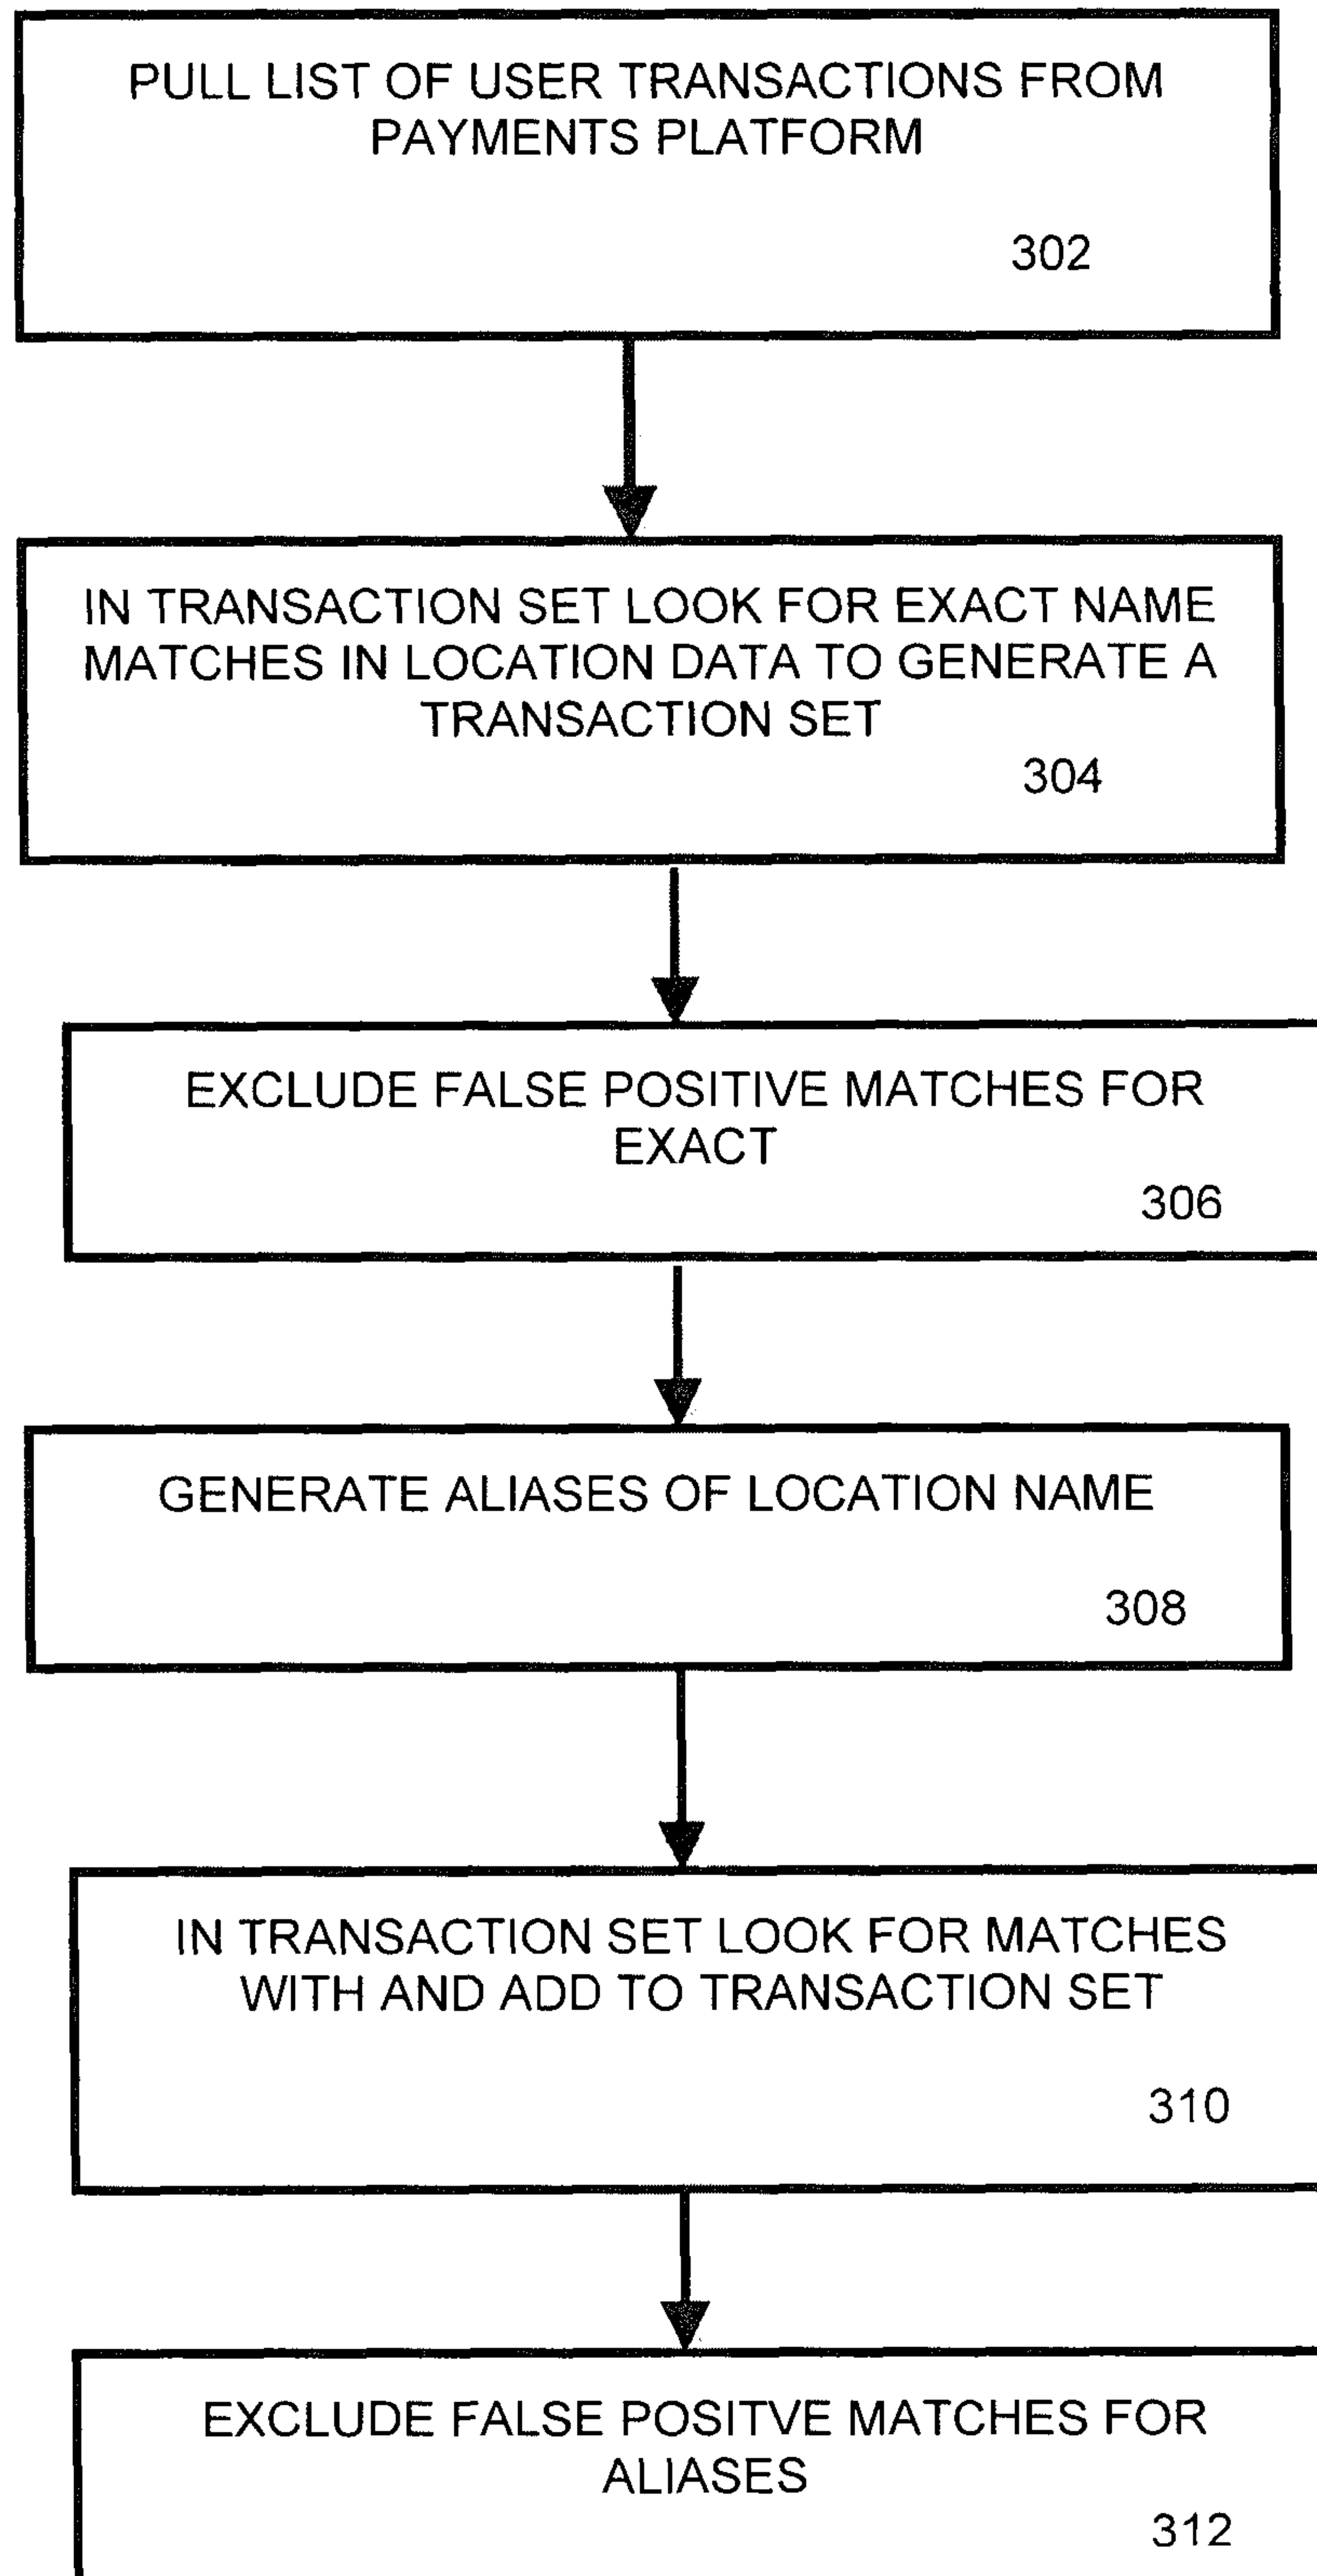 PULL LIST OF USER TRANSACTIONS FROM
PAYMENTS PLATFORM
302
IN TRANSACTION SET LOOK FOR EXACT NAME
MATCHES IN LOCATION DATA TO GENERATE A
TRANSACTION SET
304
EXCLUDE FALSE POSITIVE MATCHES FOR
EXACT
306
GENERATE ALIASES OF LOCATION NAME
308
IN TRANSACTION SET LOOK FOR MATCHES
WITH AND ADD TO TRANSACTION SET
310
EXCLUDE FALSE POSITVE MATCHES FOR
ALIASES
312